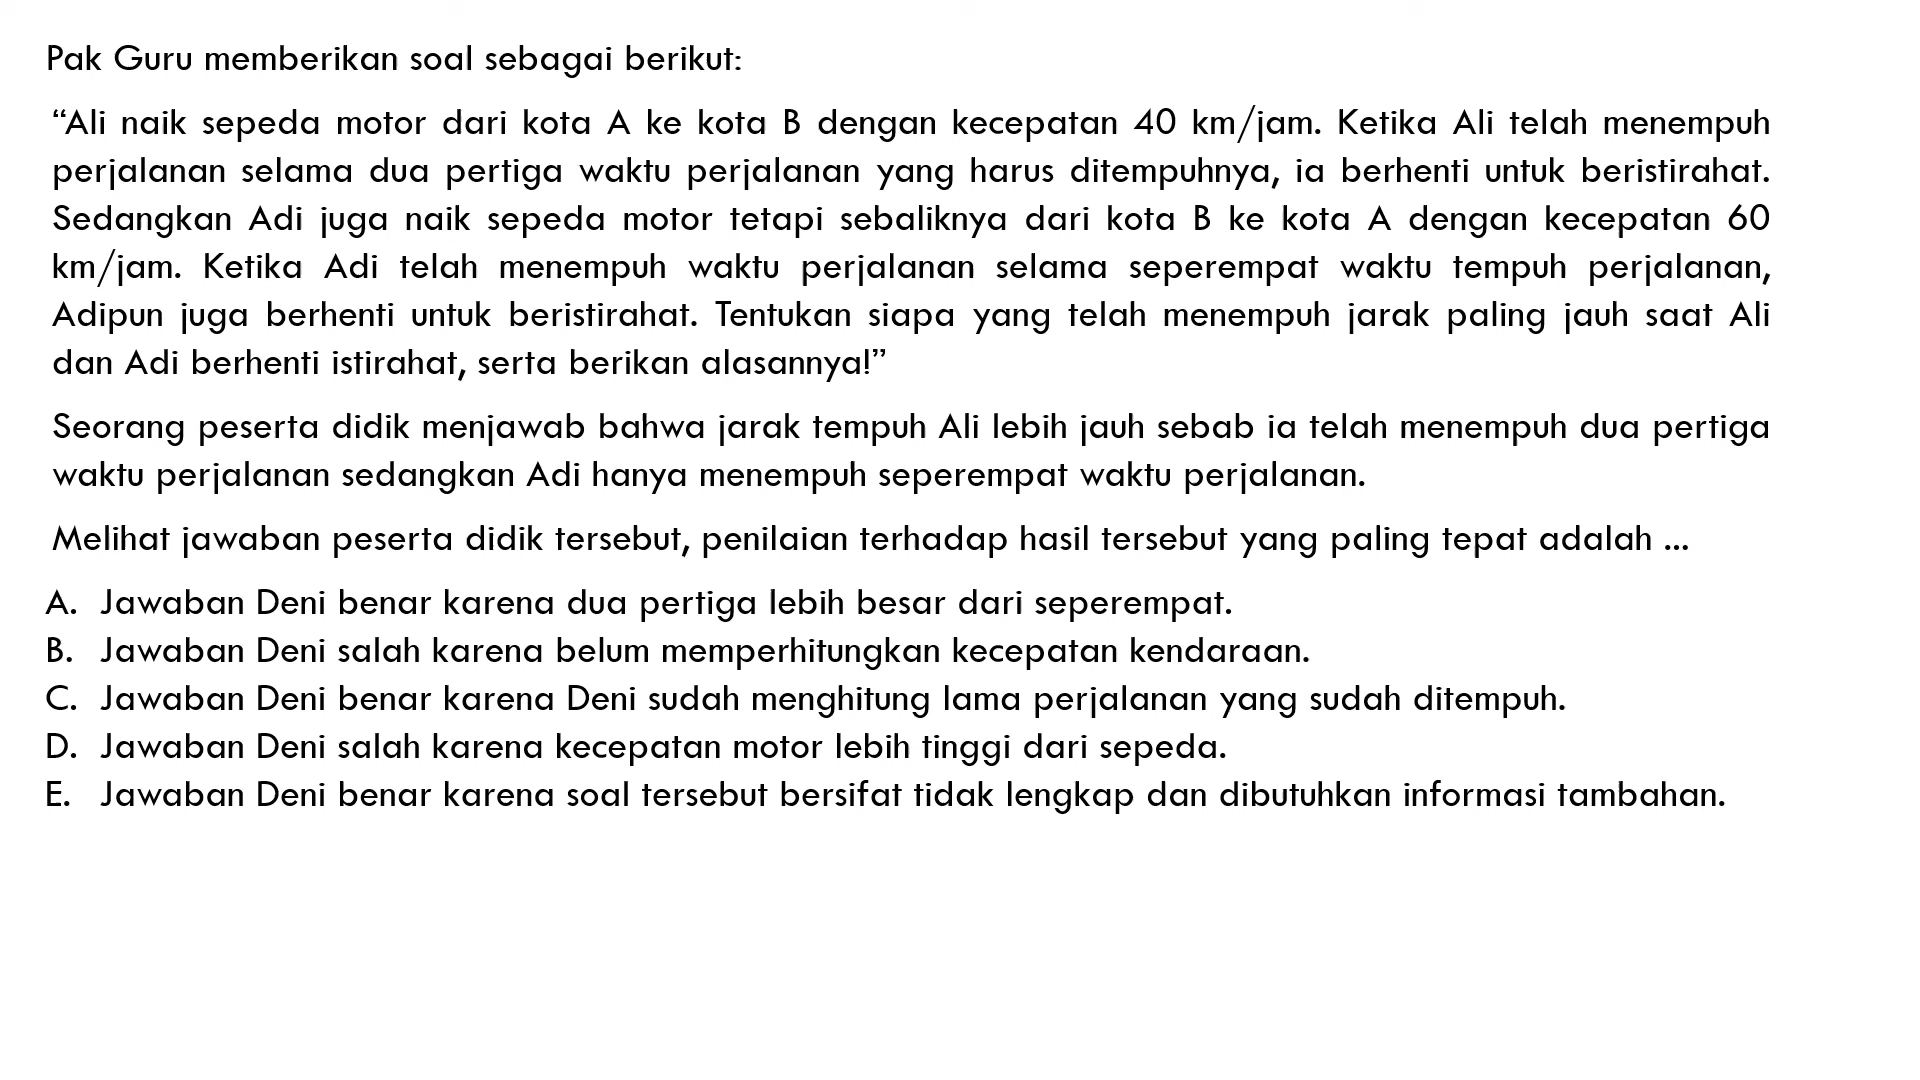 Pak Guru memberikan soal sebagai berikut:
“Ali naik sepeda motor dari kota A ke kota B dengan kecepatan 40 km/jam. Ketika Ali telah menempuh
perjalanan selama dua pertiga waktu perjalanan yang harus ditempuhnya, ia berhenti untuk beristirahat.
Sedangkan Adi juga naik sepeda motor tetapi sebaliknya dari kota B ke kota A dengan kecepatan 60
km/jam. Ketika Adi telah menempuh waktu perjalanan selama seperempat waktu tempuh perjalanan,
Adipun juga berhenti untuk beristirahat. Tentukan siapa yang telah menempuh jarak paling jauh saat Ali
dan Adi berhenti istirahat, serta berikan alasannya!”
Seorang peserta didik menjawab bahwa jarak tempuh Ali lebih jauh sebab ia telah menempuh dua pertiga
waktu perjalanan sedangkan Adi hanya menempuh seperempat waktu perjalanan.
Melihat jawaban peserta didik tersebut, penilaian terhadap hasil tersebut yang paling tepat adalah ...
A. Jawaban Deni benar karena dua pertiga lebih besar dari seperempat.
B. Jawaban Deni salah karena belum memperhitungkan kecepatan kendaraan.
C. Jawaban Deni benar karena Deni sudah menghitung lama perjalanan yang sudah ditempuh.
D. Jawaban Deni salah karena kecepatan motor lebih tinggi dari sepeda.
E. Jawaban Deni benar karena soal tersebut bersifat tidak lengkap dan dibutuhkan informasi tambahan.